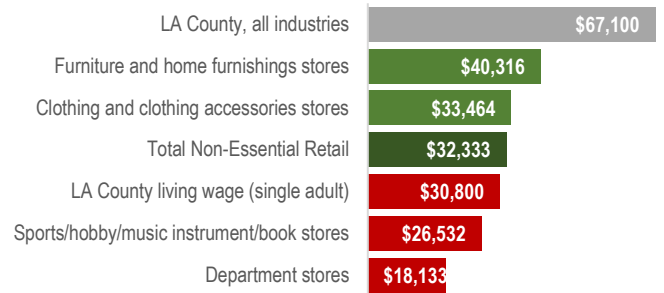 LA County, all industries $67,100
Furniture and home furnishings stores $40,316
Clothing and clothing accessories stores $33,464
Total Non-Essential Retail $32,333
LA County living wage (single adult) $30,800
Sports/hobby/music instrument/book stores $26,532
Department stores $18,133